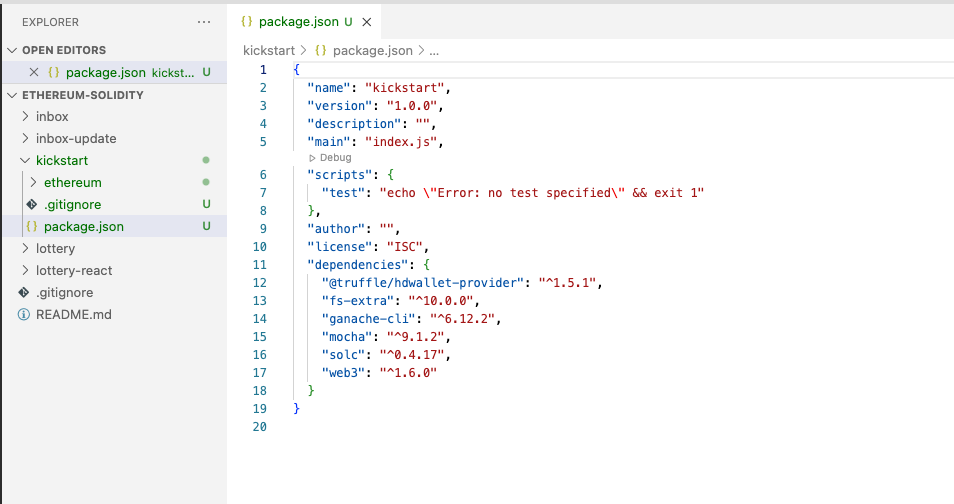 EXPLORER
OPEN EDITORS
package.json kickst... U
ETHEREUM-SOLIDITY
inbox
inbox-update
kickstart
ethereum
.gitignore U
{} package.json U
lottery
lottery-react
.gitignore
README.md
{} package.json U
kickstart > {} package.json > ...
1 {
2 "name": "kickstart",
3 "version": "1.0.0",
4 "description": "",
5 "main": "index.js",
Debug
6 "scripts": {
7 "test": "echo \"Error: no test specified\" && exit 1"
8 },
9 "author": "",
10 "license": "ISC",
11 "dependencies": {
12 "@truffle/hdwallet-provider": "^1.5.1",
13 "fs-extra": "^10.0.0",
14 "ganache-cli": "^6.12.2",
15 "mocha": "^9.1.2",
16 "solc": "^0.4.17",
17 "web3": "^1.6.0"
18 }
19 }
20